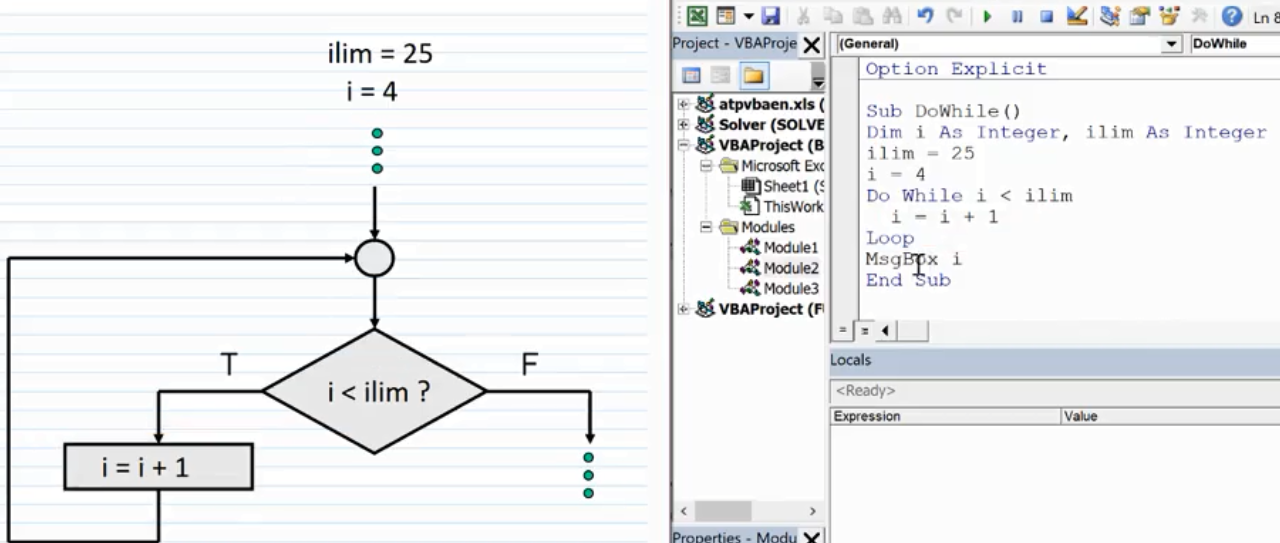 ilim = 25
i = 4
T
F
i < ilim ?
i = i + 1
Ln 8
Project - VBAProje
(General)
DoWhile
atpvbaen.xls (
Solver (SOLVE
VBAProject (B
Microsoft Exc
Sheet1 (S
ThisWork
Modules
Module1
Module2
Module3
VBAProject (F
Option Explicit
Sub DoWhile()
Dim i As Integer, ilim As Integer
ilim = 25
i = 4
Do While i < ilim
i = i + 1
Loop
MsgBox i
End Sub
Locals
<Ready>
Expression
Value
Properties - Modu